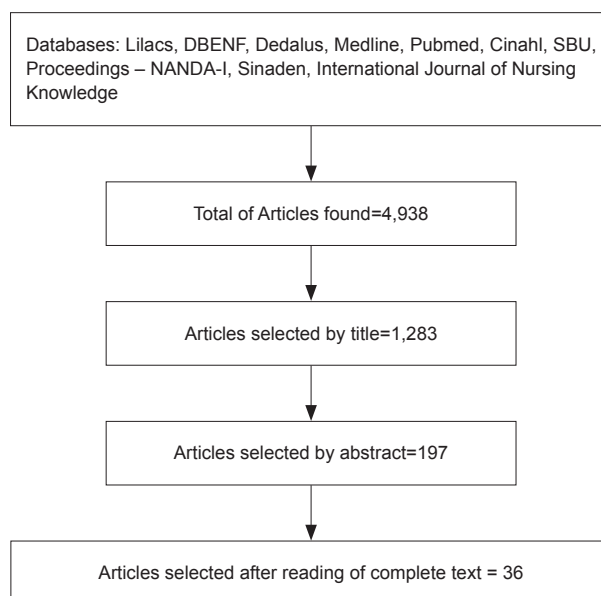 Databases: Lilacs, DBENF, Dedalus, Medline, Pubmed, Cinahl, SBU,
Proceedings – NANDA-I, Sinaden, International Journal of Nursing
Knowledge
Total of Articles found=4,938
Articles selected by title=1,283
Articles selected by abstract=197
Articles selected after reading of complete text = 36